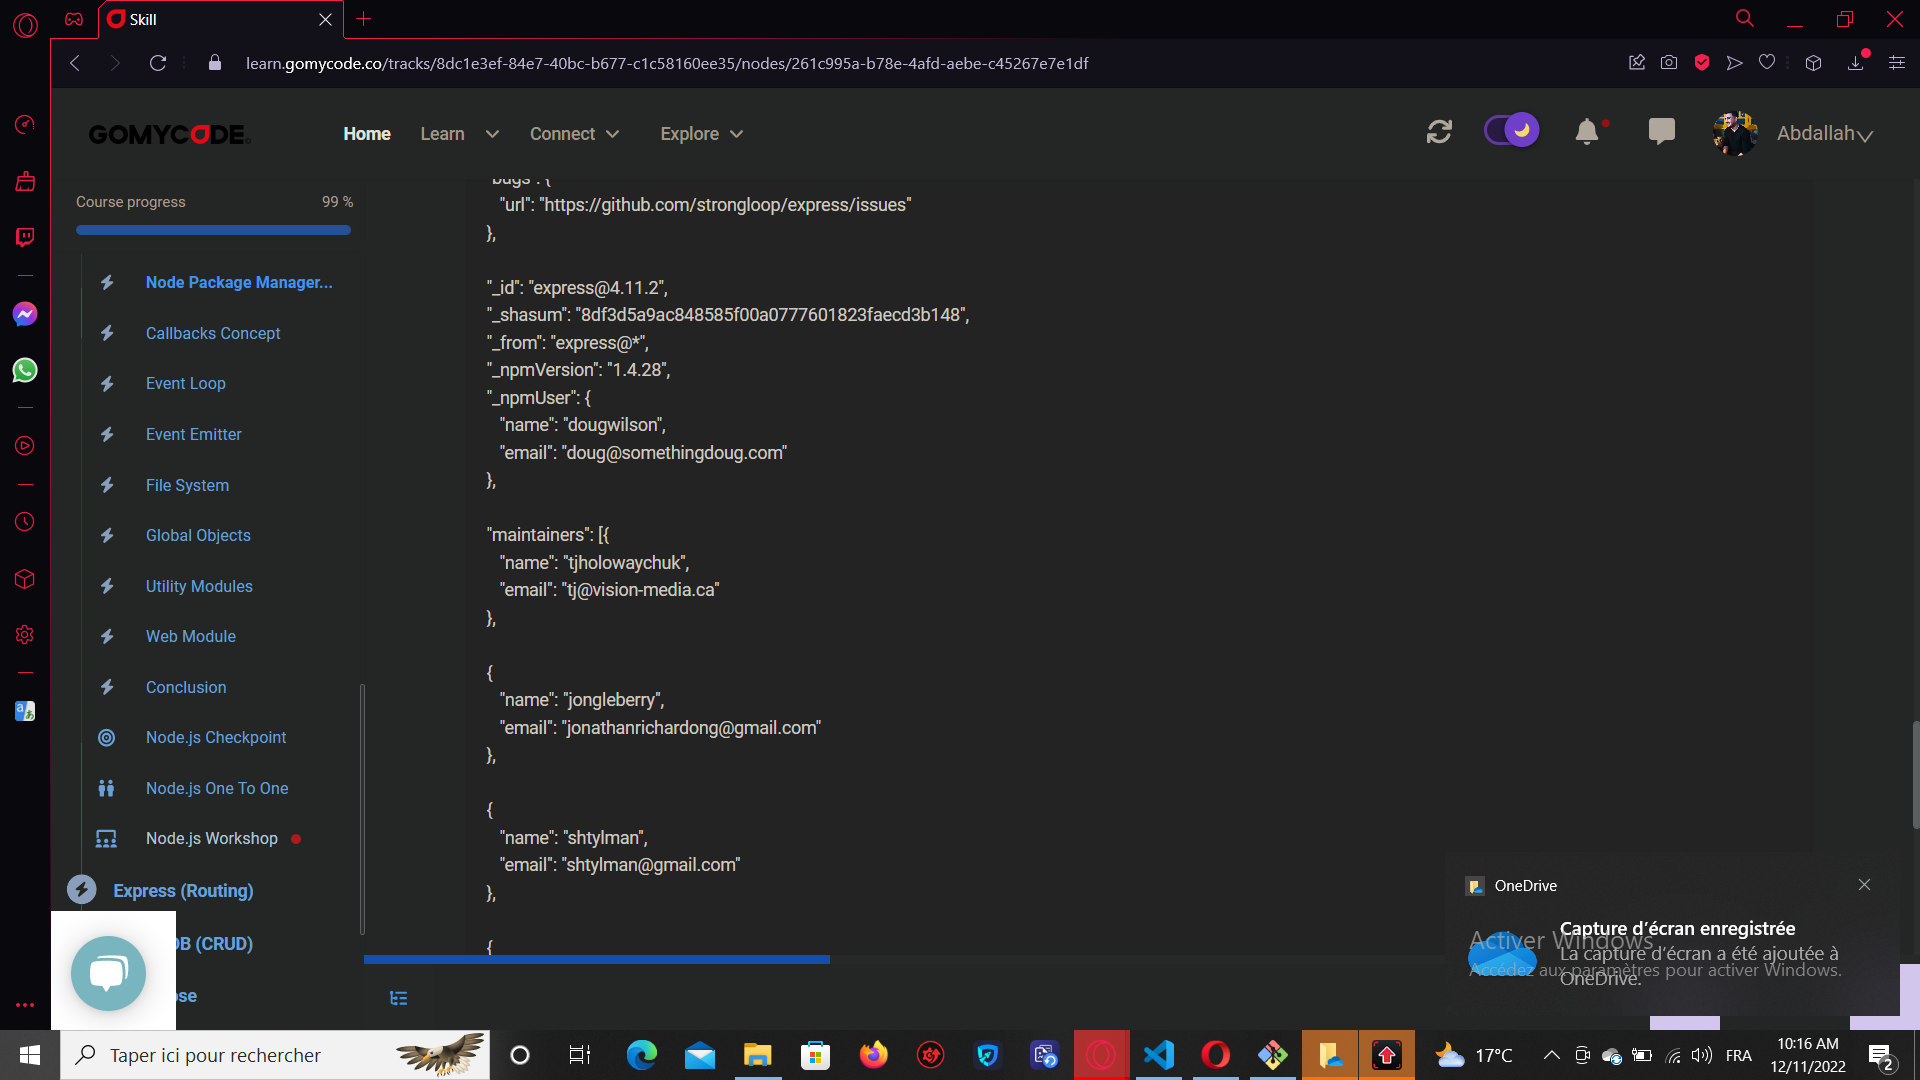 Skill
learn.gomycode.co/tracks/8dc1e3ef-84e7-40bc-b677-c1c58160ee35/nodes/261c995a-b78e-4afd-aebe-c45267e7e1df
GOMYCODE
Home
Learn
Connect
Explore
Abdallah
Course progress
99 %
Node Package Manager...
Callbacks Concept
Event Loop
Event Emitter
File System
Global Objects
Utility Modules
Web Module
Conclusion
Node.js Checkpoint
Node.js One To One
Node.js Workshop
Express (Routing)
DB (CRUD)
ose
bugs": {
"url": "https://github.com/strongloop/express/issues"
},
"_id": "express@4.11.2",
"_shasum": "8df3d5a9ac848585f00a0777601823faecd3b148",
"_from": "express@*",
"_npmVersion": "1.4.28",
"_npmUser": {
"name": "dougwilson",
"email": "doug@somethingdoug.com"
},
"maintainers": [{
"name": "tjholowaychuk",
"email": "tj@vision-media.ca"
},
{
"name": "jongleberry",
"email": "jonathanrichardong@gmail.com"
},
{
"name": "shtylman",
"email": "shtylman@gmail.com"
},
{
OneDrive
Capture d'écran enregistrée
La capture d'écran a été ajoutée à
OneDrive.
Activer Windows
Accédez aux paramètres pour activer Windows.
Taper ici pour rechercher
17°C
FRA
10:16 AM
12/11/2022
2